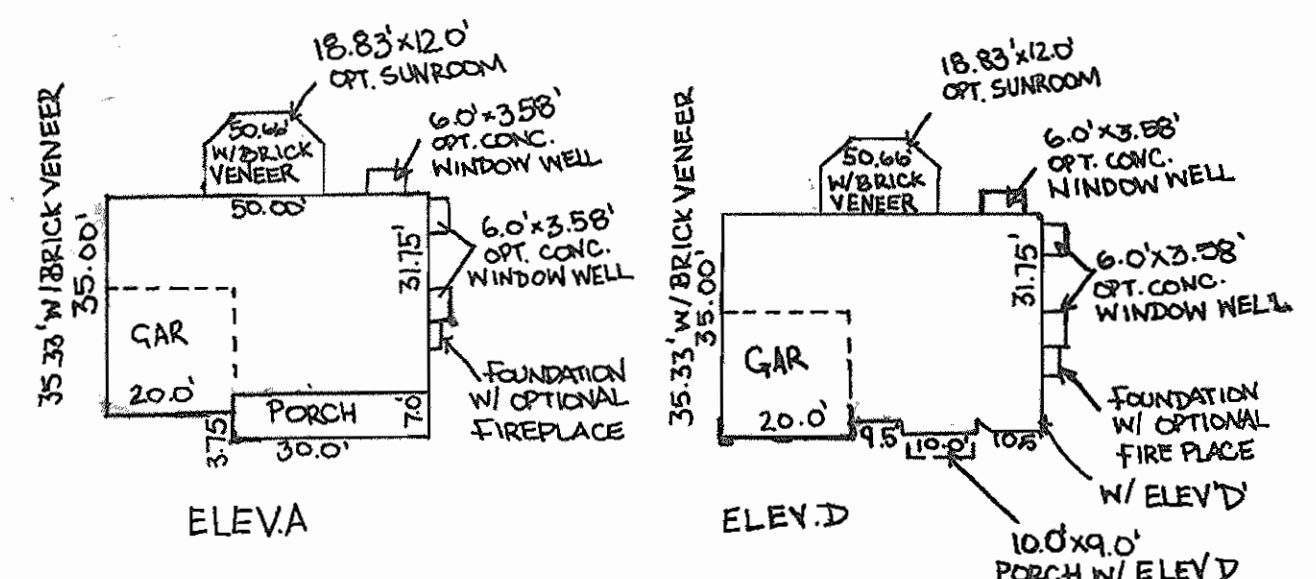 18.83'x12.0'
OPT. SUNROOM
50.66'
W/BRICK
VENEER
6.0'x3.58'
OPT. CONC.
WINDOW WELL
35.33' W/BRICK VENEER
35.00'
50.00'
31.75'
6.0'x3.58'
OPT. CONC.
WINDOW WELL
GAR
20.0'
PORCH
7.0'
3.75'
30.0'
FOUNDATION
W/ OPTIONAL
FIREPLACE
ELEV.A
18.83'x12.0'
OPT. SUNROOM
50.66'
W/BRICK
VENEER
6.0'x3.58'
OPT. CONC.
WINDOW WELL
35.33' W/BRICK VENEER
35.00'
31.75'
6.0'x3.58'
OPT. CONC.
WINDOW WELL
GAR
20.0'
9.5'
10.0'
10.5'
FOUNDATION
W/ OPTIONAL
FIRE PLACE
W/ ELEV 'D'
ELEV.D
10.0'x9.0'
PORCH W/ ELEV D